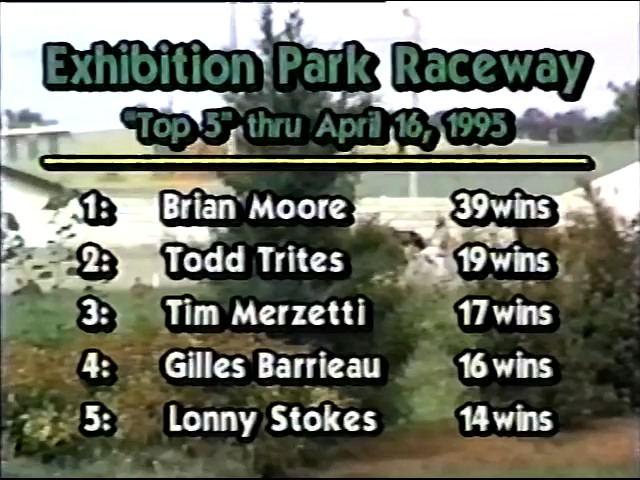 Exhibition Park Raceway
"Top 5" thru April 16, 1995
1: Brian Moore 39wins
2: Todd Trites 19wins
3: Tim Merzetti 17wins
4: Gilles Barrieau 16wins
5: Lonny Stokes 14wins